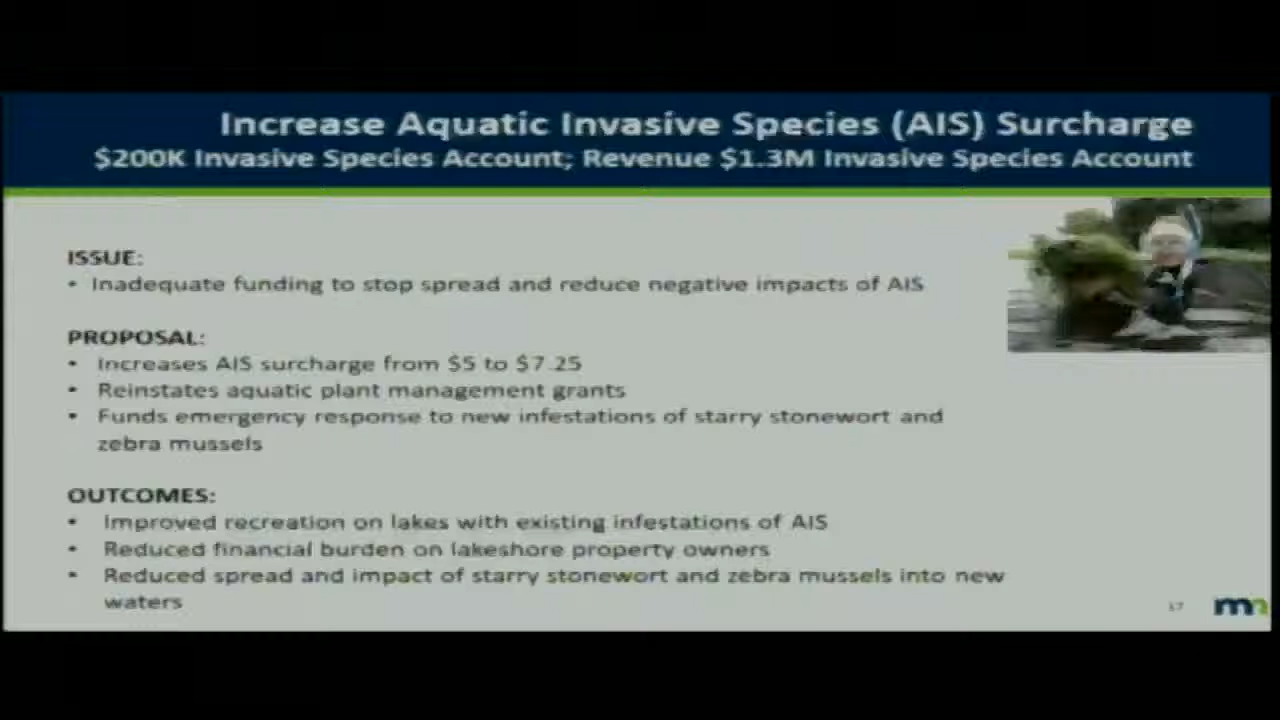 Increase Aquatic Invasive Species (AIS) Surcharge
$200K Invasive Species Account; Revenue $1.3M Invasive Species Account
ISSUE:
• Inadequate funding to stop spread and reduce negative impacts of AIS
PROPOSAL:
• Increases AIS surcharge from $5 to $7.25
• Reinstates aquatic plant management grants
• Funds emergency response to new infestations of starry stonewort and
zebra mussels
OUTCOMES:
• Improved recreation on lakes with existing infestations of AIS
• Reduced financial burden on lakeshore property owners
• Reduced spread and impact of starry stonewort and zebra mussels into new
waters
17
mn